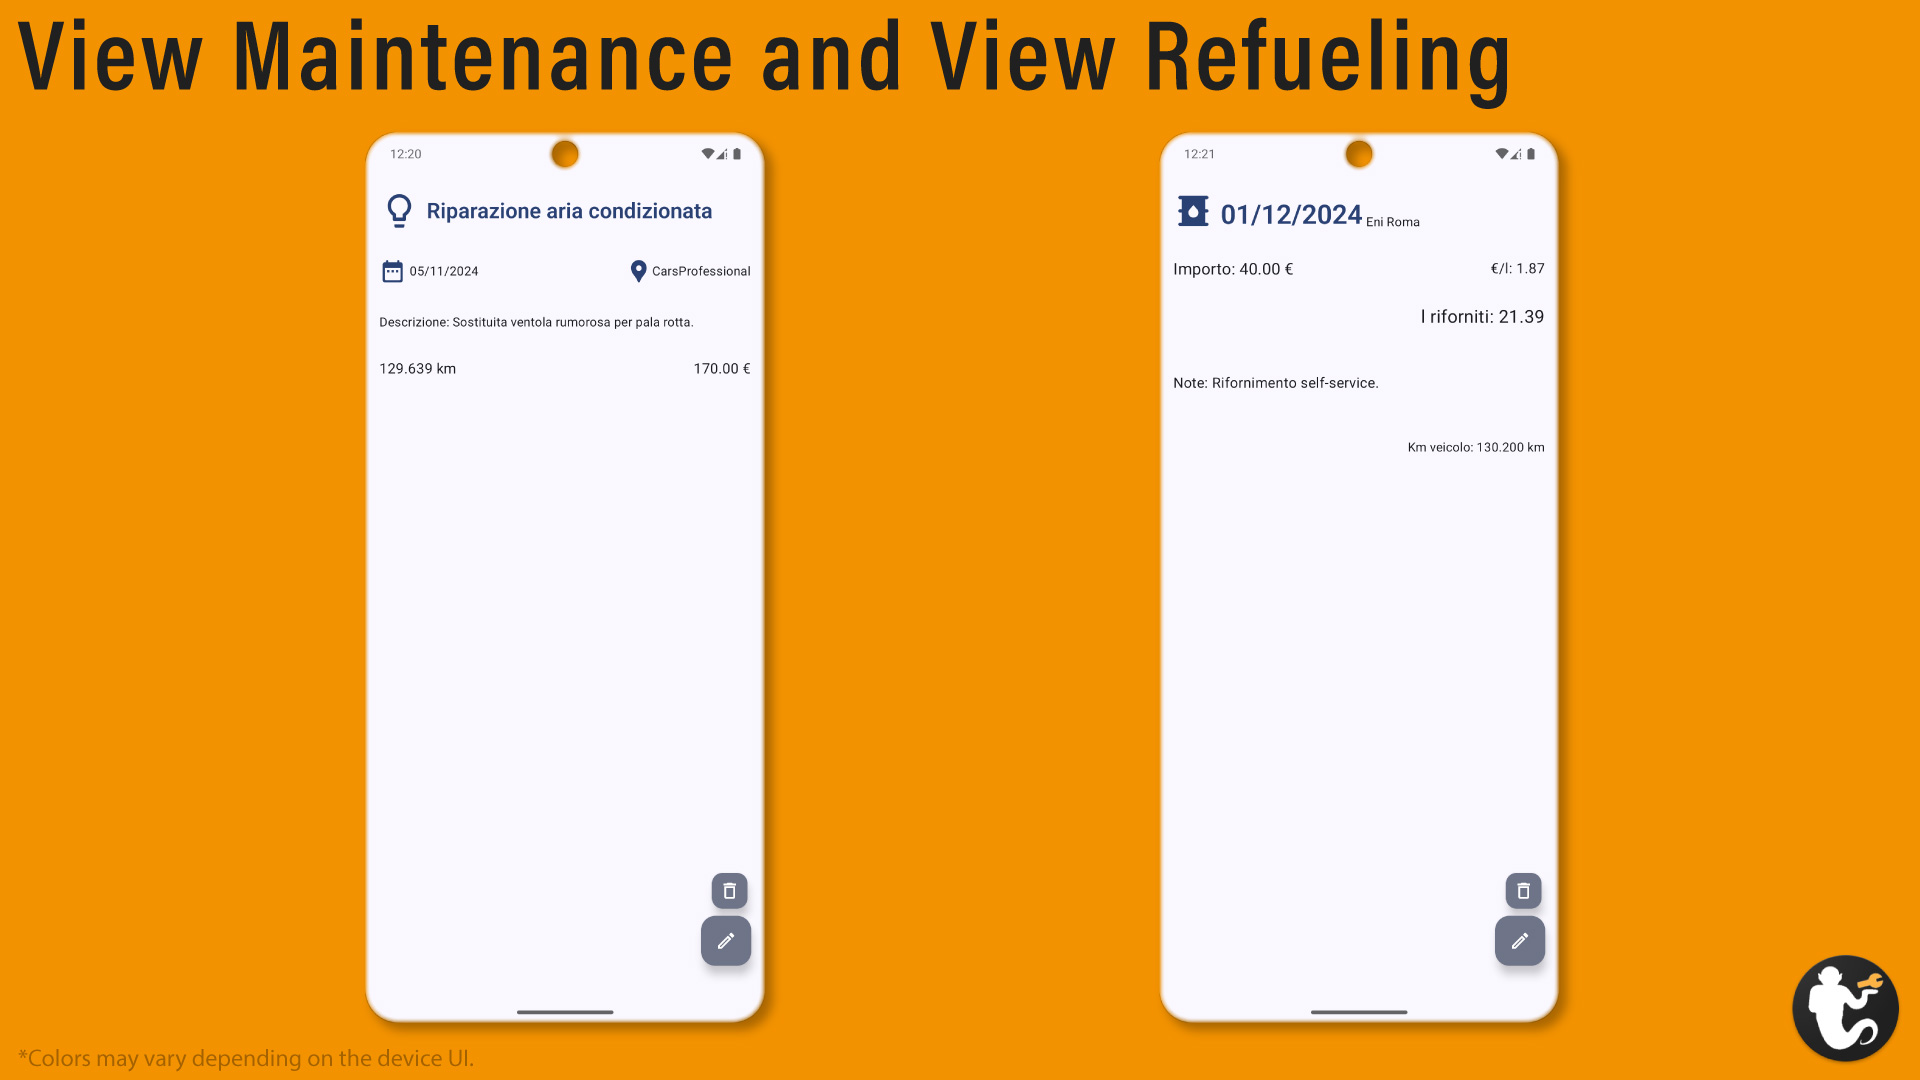 View Maintenance and View Refueling
12:20
Riparazione aria condizionata
05/11/2024 CarsProfessional
Descrizione: Sostituita ventola rumorosa per pala rotta.
129.639 km 170.00 €
12:21
01/12/2024 Eni Roma
Importo: 40.00 € €/l: 1.87
l riforniti: 21.39
Note: Rifornimento self-service.
Km veicolo: 130.200 km
*Colors may vary depending on the device UI.